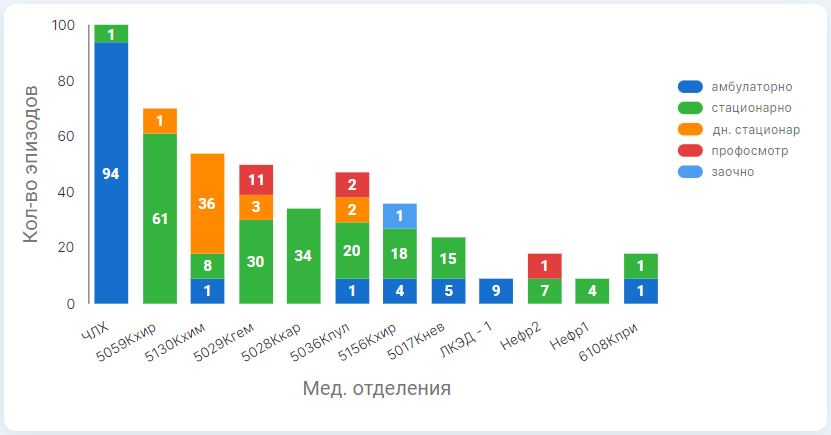 Кол-во эпизодов
100
80
60
40
20
0
1
94
1
61
36
8
1
11
3
30
34
2
2
20
1
1
18
4
15
5
9
1
7
4
1
1
ЧЛХ
5059Кхир
5130Кхим
5029Кгем
5028Ккар
5036Кпул
5156Кхир
5017Кнев
ЛКЭД - 1
Нефр2
Нефр1
6108Кпри
Мед. отделения
амбулаторно
стационарно
дн. стационар
профосмотр
заочно